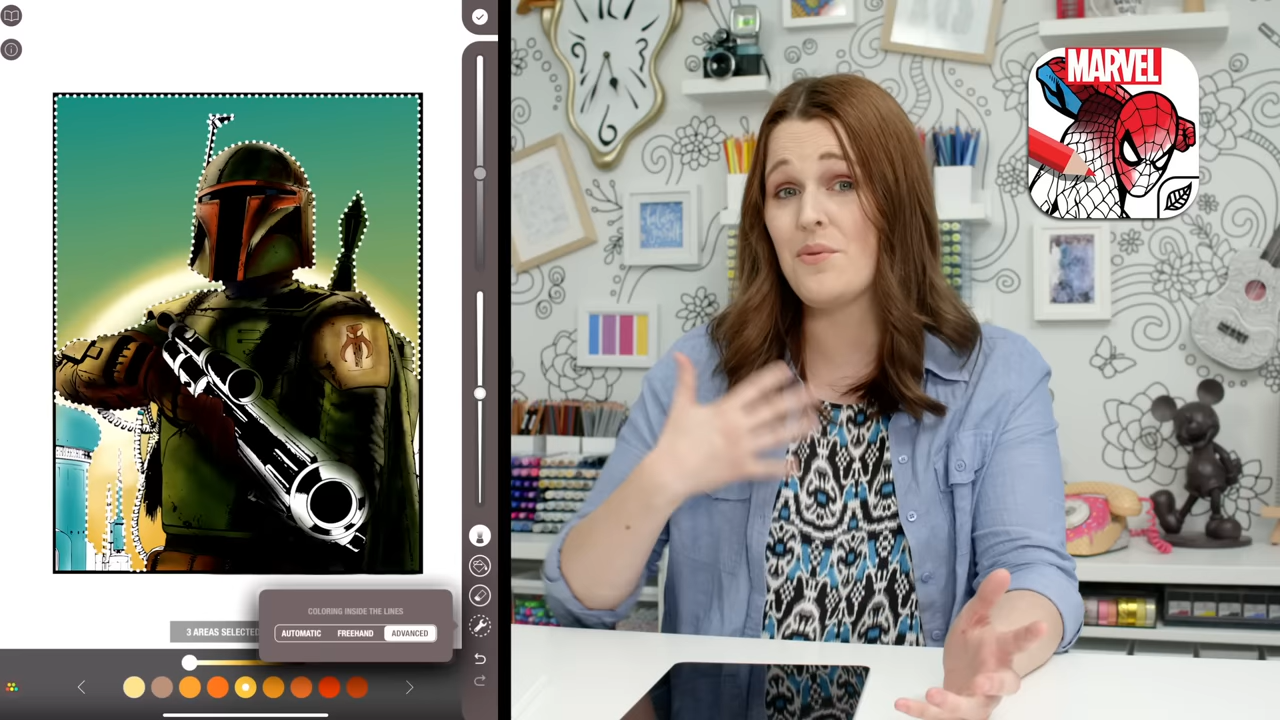 MARVEL
COLORING INSIDE THE LINES
AUTOMATIC FREEHAND ADVANCED
3 AREAS SELECTED